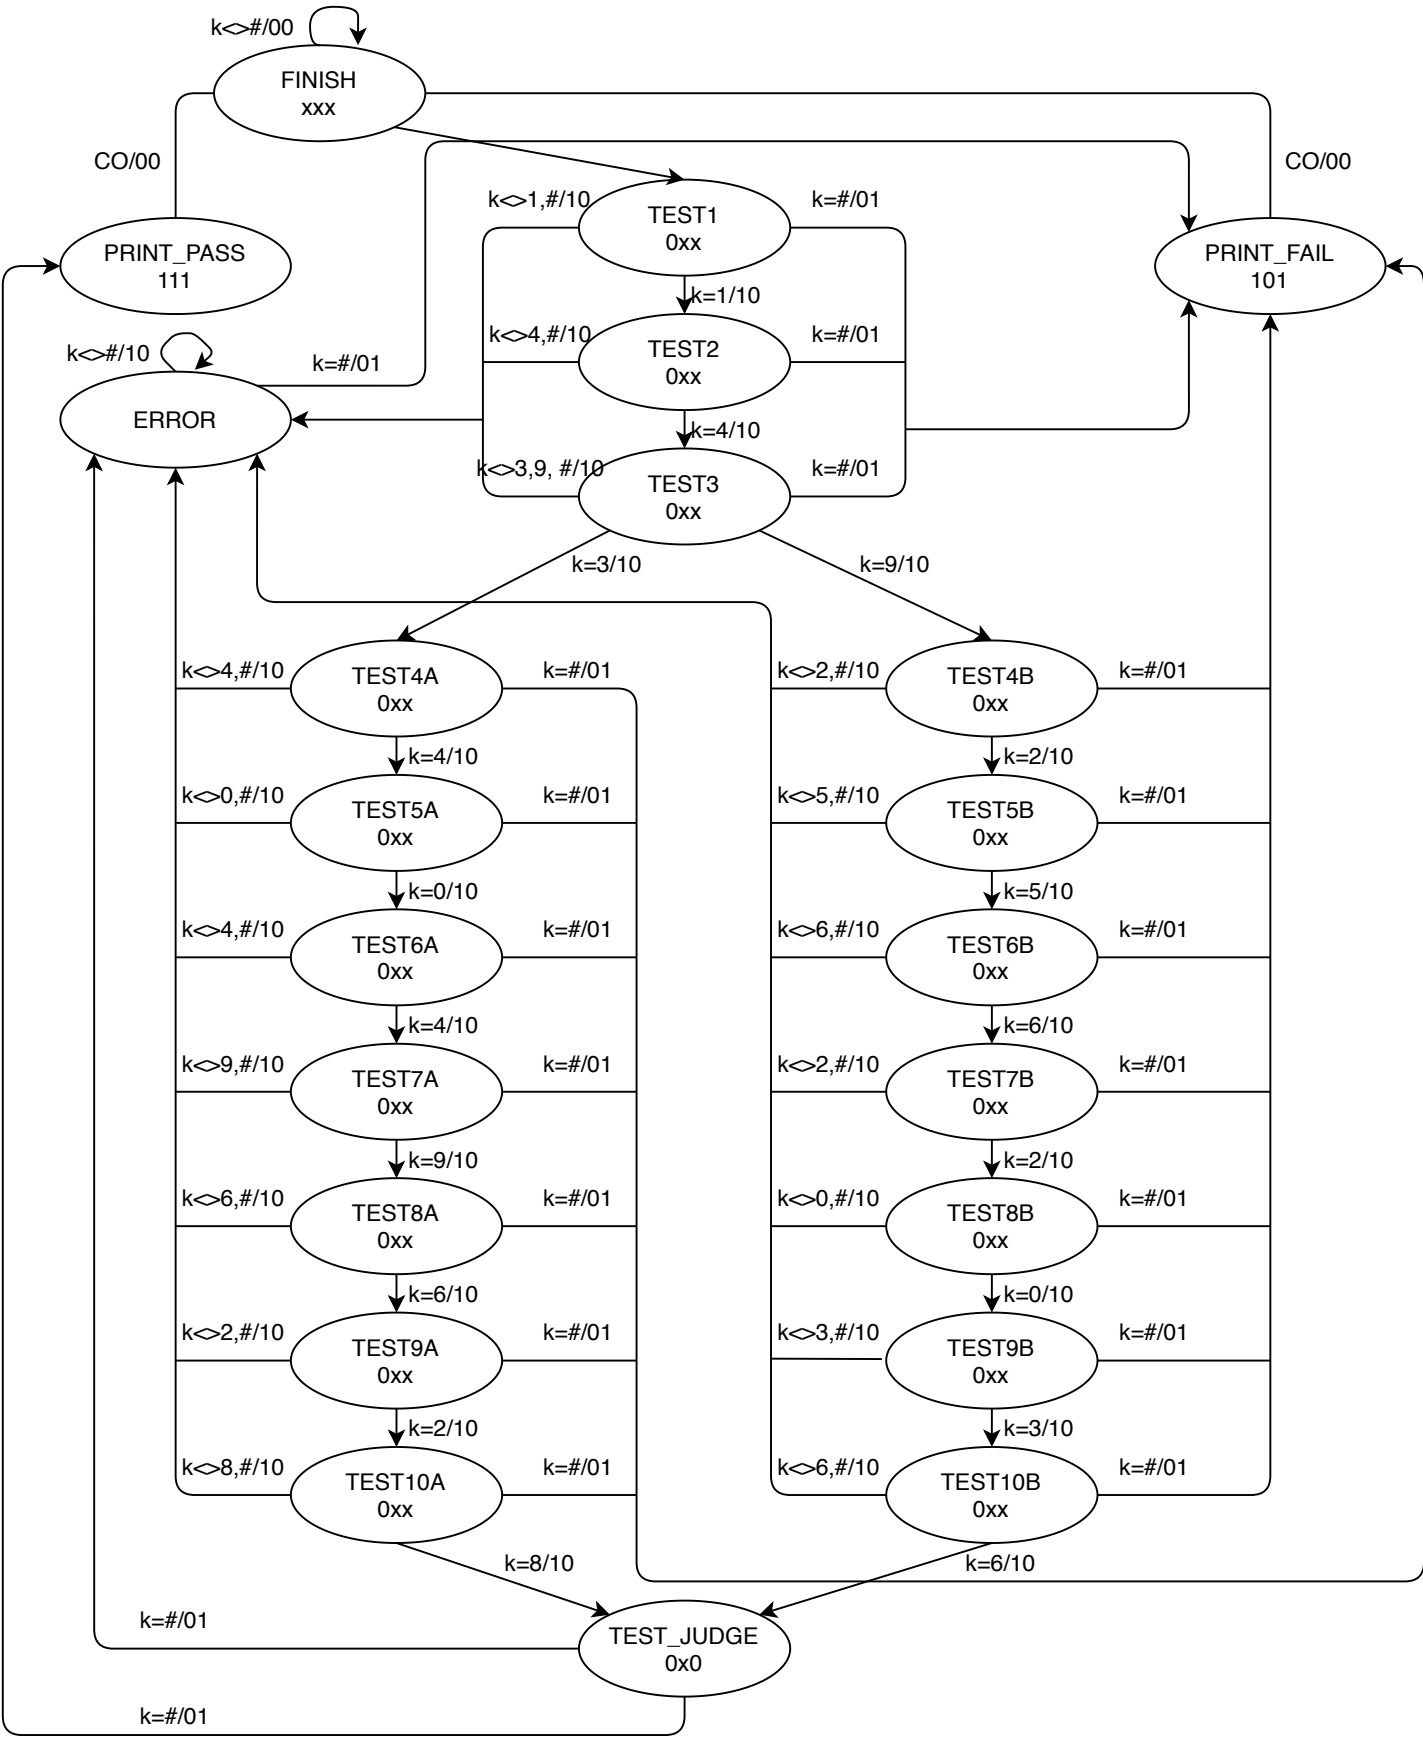 k<>#/00
FINISH
xxx
CO/00
CO/00
k<>1,#/10
TEST1
0xx
k=#/01
PRINT_PASS
111
PRINT_FAIL
101
k=1/10
k<>#/10
k=#/01
k<>4,#/10
TEST2
0xx
k=#/01
ERROR
k=4/10
k<>3,9, #/10
TEST3
0xx
k=#/01
k=3/10
k=9/10
k<>4,#/10
TEST4A
0xx
k=#/01
k<>2,#/10
TEST4B
0xx
k=#/01
k=4/10
k=2/10
k<>0,#/10
TEST5A
0xx
k=#/01
k<>5,#/10
TEST5B
0xx
k=#/01
k=0/10
k=5/10
k<>4,#/10
TEST6A
0xx
k=#/01
k<>6,#/10
TEST6B
0xx
k=#/01
k=4/10
k=6/10
k<>9,#/10
TEST7A
0xx
k=#/01
k<>2,#/10
TEST7B
0xx
k=#/01
k=9/10
k=2/10
k<>6,#/10
TEST8A
0xx
k=#/01
k<>0,#/10
TEST8B
0xx
k=#/01
k=6/10
k=0/10
k<>2,#/10
TEST9A
0xx
k=#/01
k<>3,#/10
TEST9B
0xx
k=#/01
k=2/10
k=3/10
k<>8,#/10
TEST10A
0xx
k=#/01
k<>6,#/10
TEST10B
0xx
k=#/01
k=8/10
k=6/10
k=#/01
TEST_JUDGE
0x0
k=#/01